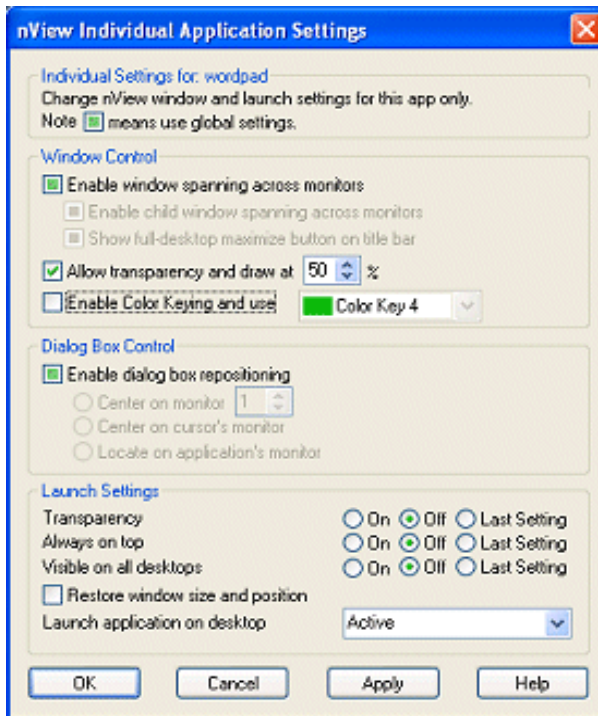 nView Individual Application Settings
Individual Settings for: wordpad
Change nView window and launch settings for this app only.
Note means use global settings.
Window Control
Enable window spanning across monitors
Enable child window spanning across monitors
Show full-desktop maximize button on title bar
Allow transparency and draw at 50 %
Enable Color Keying and use Color Key 4
Dialog Box Control
Enable dialog box repositioning
Center on monitor 1
Center on cursor's monitor
Locate on application's monitor
Launch Settings
Transparency On Off Last Setting
Always on top On Off Last Setting
Visible on all desktops On Off Last Setting
Restore window size and position
Launch application on desktop Active
OK Cancel Apply Help